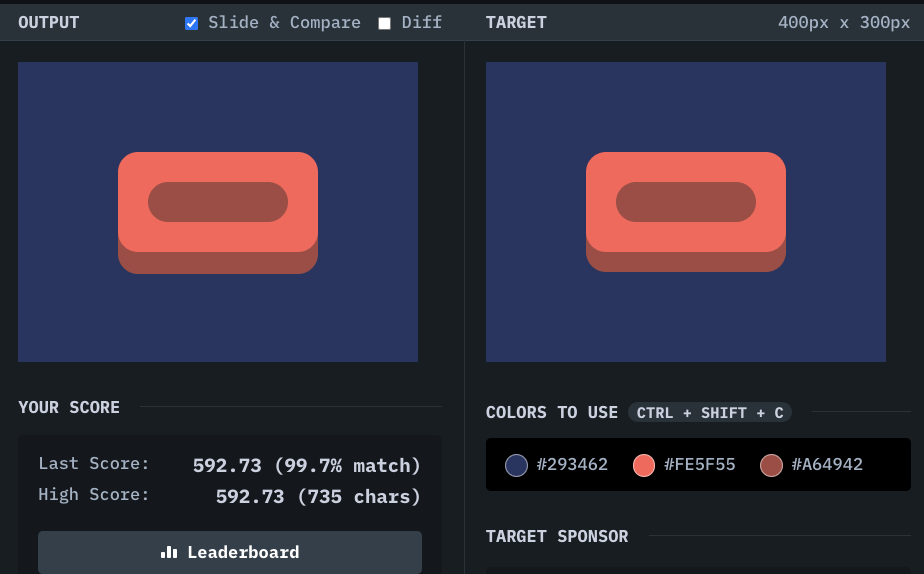 OUTPUT Slide & Compare Diff TARGET 400px x 300px
YOUR SCORE
Last Score: 592.73 (99.7% match)
High Score: 592.73 (735 chars)
Leaderboard
COLORS TO USE CTRL + SHIFT + C
#293462 #FE5F55 #A64942
TARGET SPONSOR